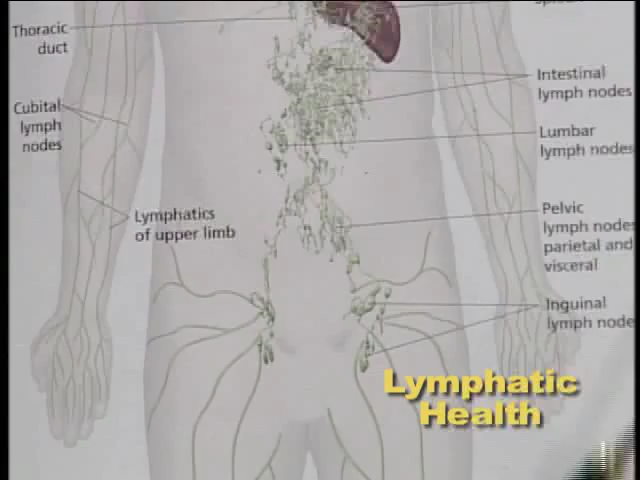 Thoracic
duct
Cubital
lymph
nodes
Lymphatics
of upper limb
Intestinal
lymph nodes
Lumbar
lymph nodes
Pelvic
lymph node
parietal and
visceral
Inguinal
lymph node
Lymphatic
Health